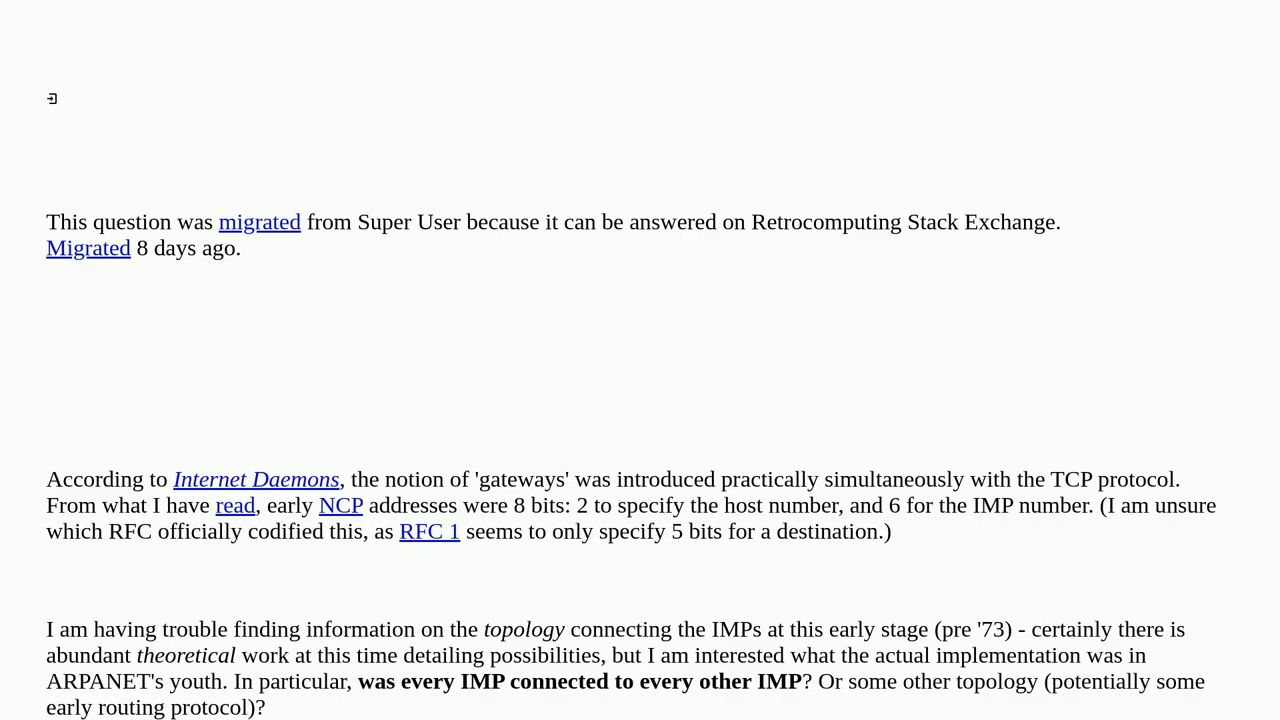 This question was migrated from Super User because it can be answered on Retrocomputing Stack Exchange.
Migrated 8 days ago.
According to Internet Daemons, the notion of 'gateways' was introduced practically simultaneously with the TCP protocol.
From what I have read, early NCP addresses were 8 bits: 2 to specify the host number, and 6 for the IMP number. (I am unsure
which RFC officially codified this, as RFC 1 seems to only specify 5 bits for a destination.)
I am having trouble finding information on the topology connecting the IMPs at this early stage (pre '73) - certainly there is
abundant theoretical work at this time detailing possibilities, but I am interested what the actual implementation was in
ARPANET's youth. In particular, was every IMP connected to every other IMP? Or some other topology (potentially some
early routing protocol)?